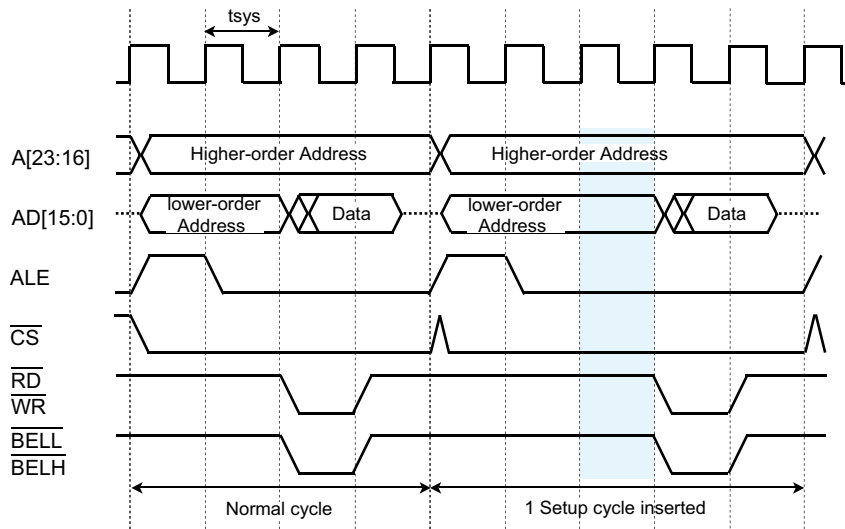 tsys
A[23:16]
Higher-order Address
Higher-order Address
AD[15:0]
lower-order
Address
Data
lower-order
Address
Data
ALE
CS
RD
WR
BELL
BELH
Normal cycle
1 Setup cycle inserted